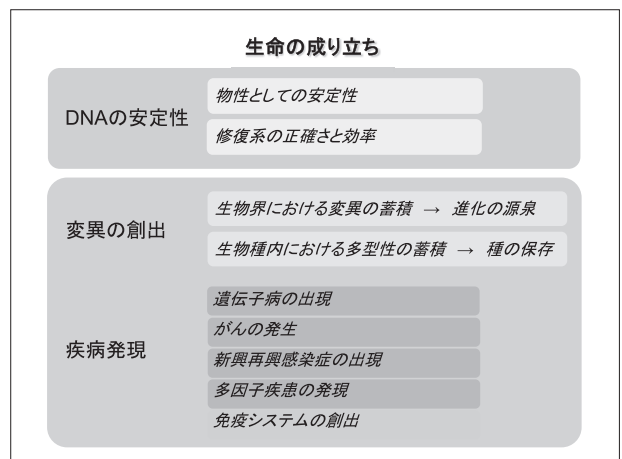 生命の成り立ち
DNAの安定性
物性としての安定性
修復系の正確さと効率
変異の創出
生物界における変異の蓄積 → 進化の源泉
生物種内における多型性の蓄積 → 種の保存
疾病発現
遺伝子病の出現
がんの発生
新興再興感染症の出現
多因子疾患の発現
免疫システムの創出